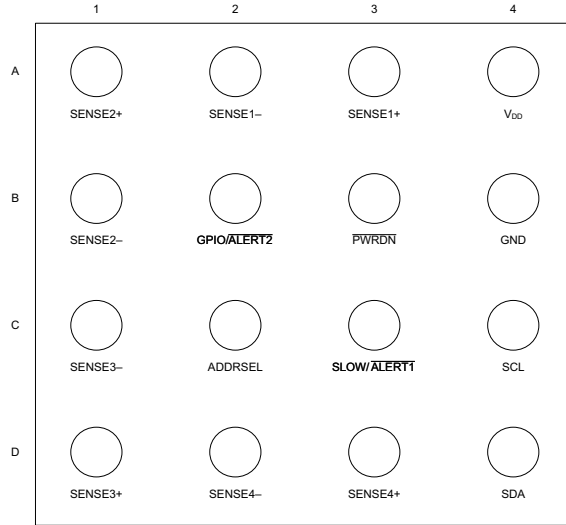 1 2 3 4
A
SENSE2+ SENSE1– SENSE1+ VDD
B
SENSE2– GPIO/ALERT2 PWRDN GND
C
SENSE3– ADDRSEL SLOW/ALERT1 SCL
D
SENSE3+ SENSE4– SENSE4+ SDA